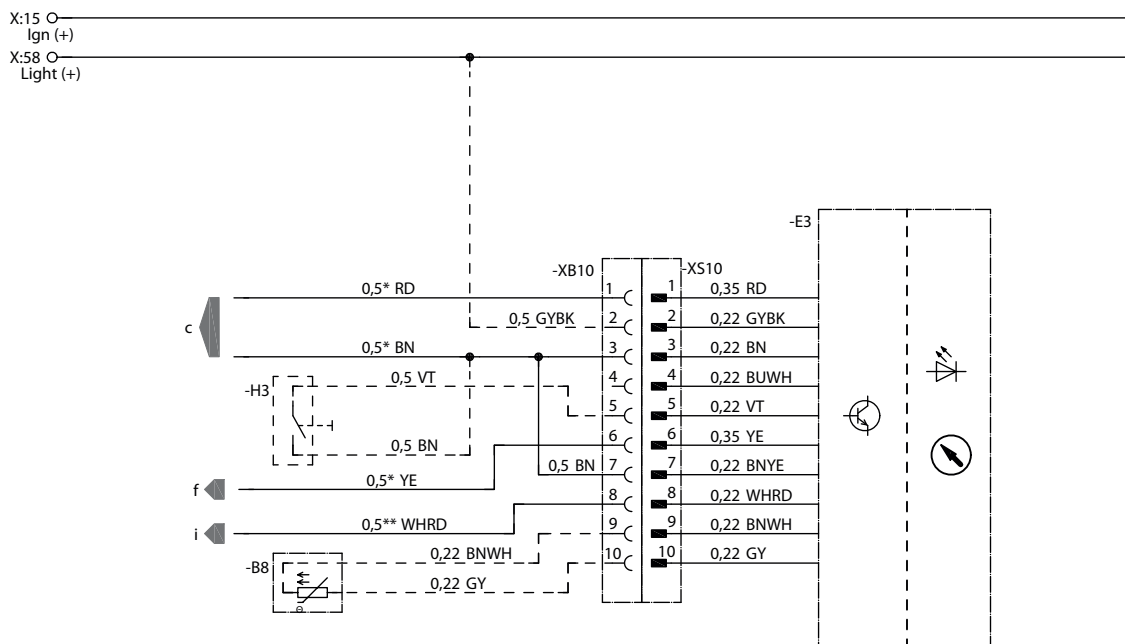 X:15
Ign (+)
X:58
Light (+)
-E3
-XB10
-XS10
0,5* RD
1
1
0,35 RD
c
0,5 GYBK
2
2
0,22 GYBK
0,5* BN
3
3
0,22 BN
-H3
0,5 VT
4
4
0,22 BUWH
5
5
0,22 VT
0,5 BN
6
6
0,35 YE
f
0,5* YE
0,5 BN
7
7
0,22 BNYE
8
8
0,22 WHRD
i
0,5** WHRD
9
9
0,22 BNWH
-B8
0,22 BNWH
10
10
0,22 GY
0,22 GY
Θ